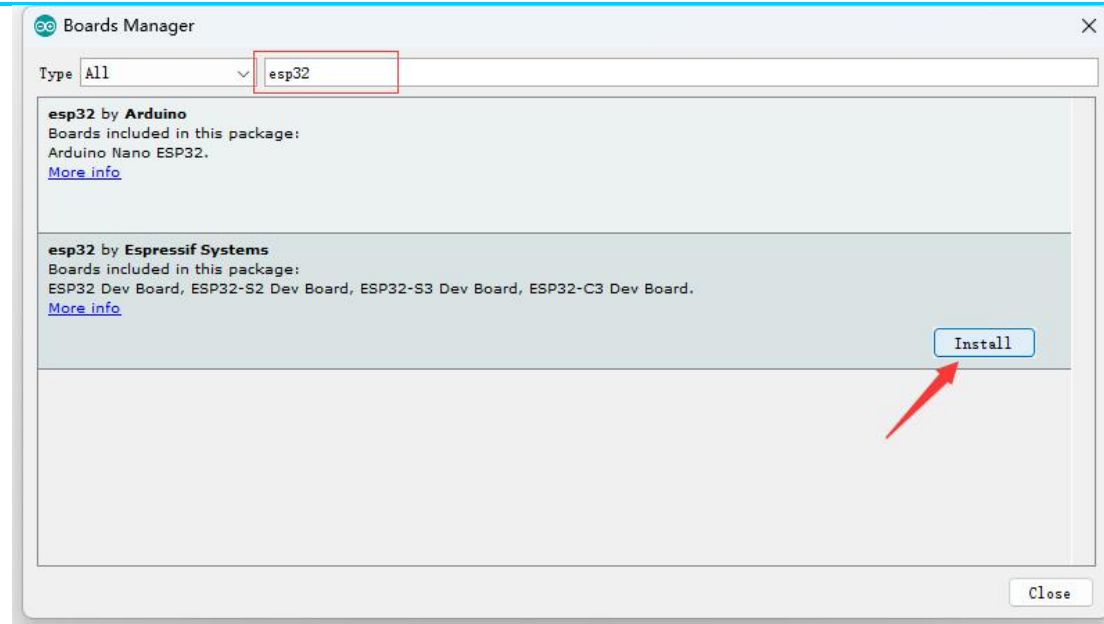 Boards Manager
Type All esp32
esp32 by Arduino
Boards included in this package:
Arduino Nano ESP32.
More info
esp32 by Espressif Systems
Boards included in this package:
ESP32 Dev Board, ESP32-S2 Dev Board, ESP32-S3 Dev Board, ESP32-C3 Dev Board.
More info
Install
Close